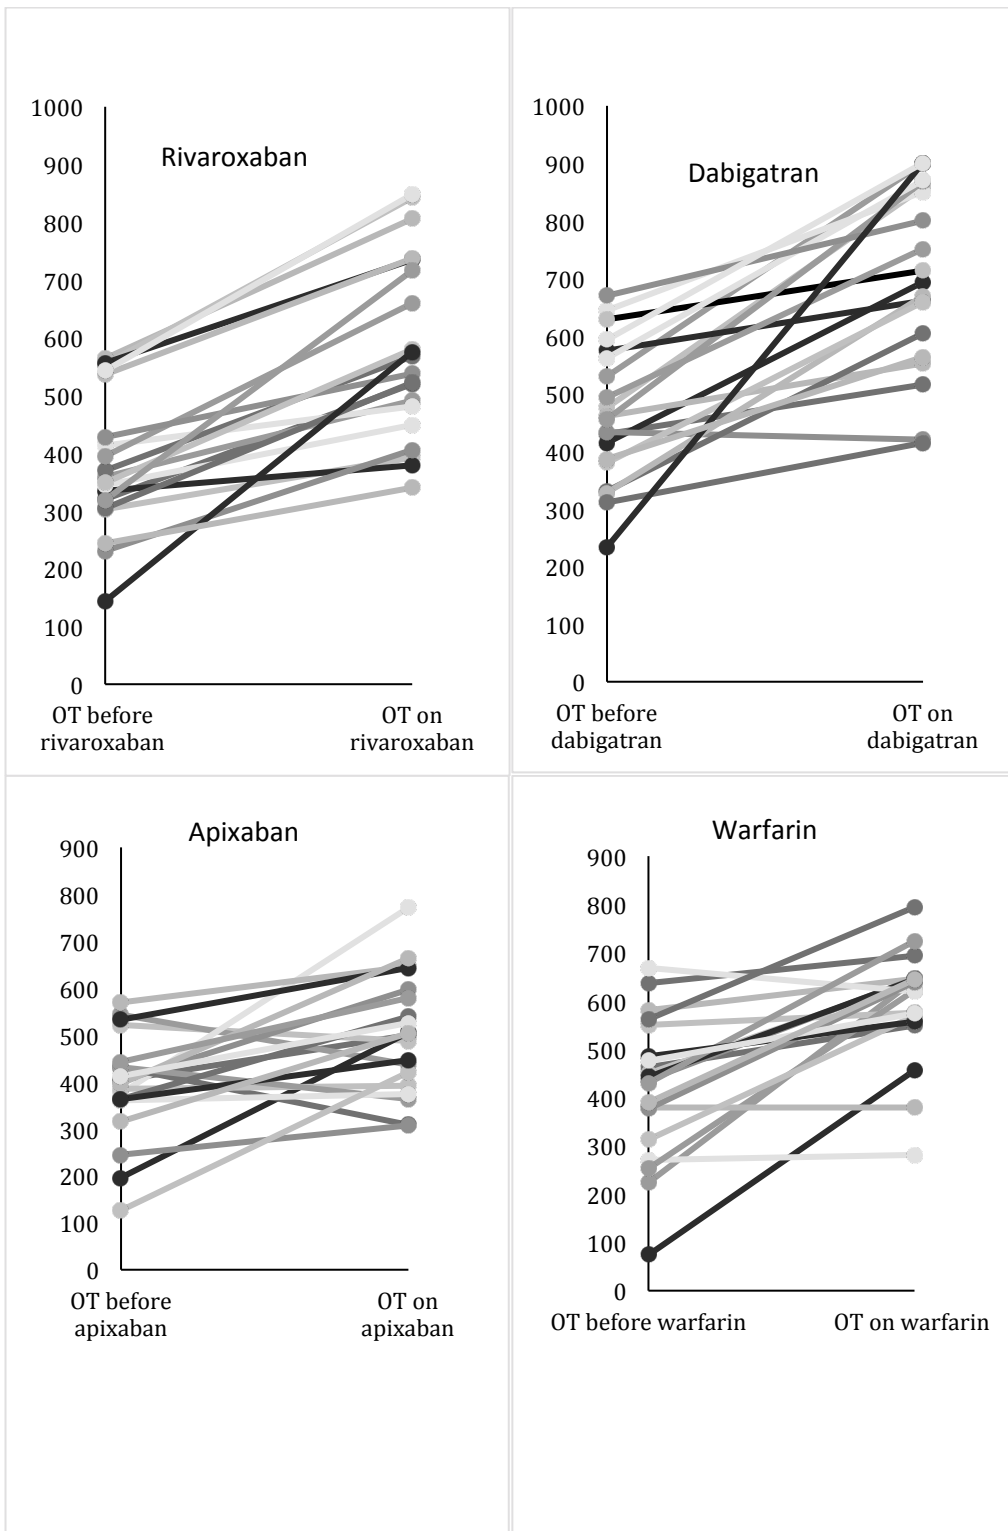 Rivaroxaban
1000
900
800
700
600
500
400
300
200
100
0
OT before
rivaroxaban
OT on
rivaroxaban
Dabigatran
1000
900
800
700
600
500
400
300
200
100
0
OT before
dabigatran
OT on
dabigatran
Apixaban
900
800
700
600
500
400
300
200
100
0
OT before
apixaban
OT on
apixaban
Warfarin
900
800
700
600
500
400
300
200
100
0
OT before warfarin
OT on warfarin